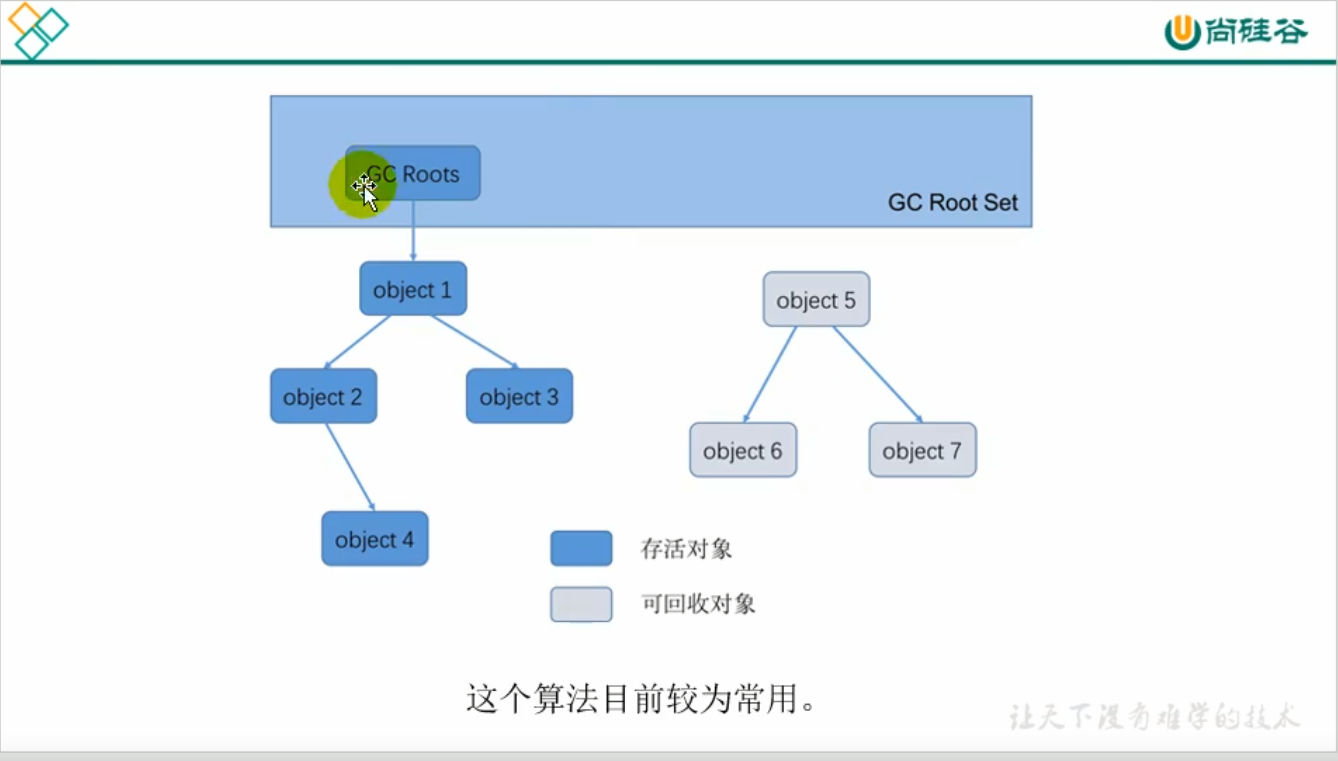 尚硅谷
GC Roots
GC Root Set
object 1
object 5
object 2
object 3
object 6
object 7
object 4
存活对象
可回收对象
这个算法目前较为常用。
让天下没有难学的技术